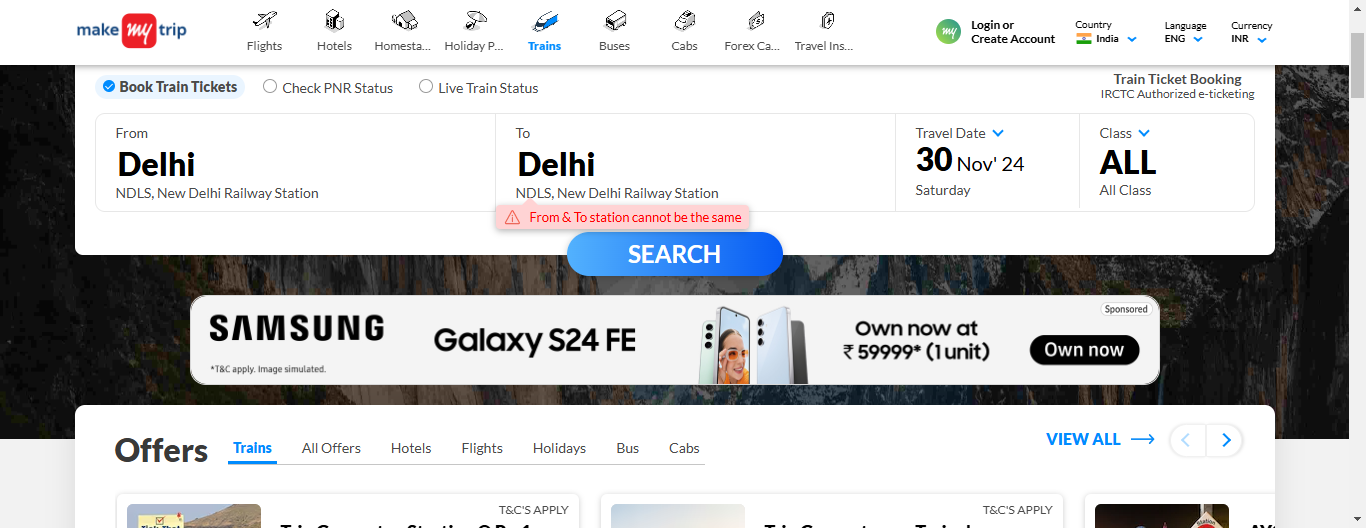 make my trip
Flights
Hotels
Homesta...
Holiday P...
Trains
Buses
Cabs
Forex Ca...
Travel Ins...
my
Login or
Create Account
Country
India
Language
ENG
Currency
INR
Book Train Tickets
Check PNR Status
Live Train Status
Train Ticket Booking
IRCTC Authorized e-ticketing
From
Delhi
NDLS, New Delhi Railway Station
To
Delhi
NDLS, New Delhi Railway Station
From & To station cannot be the same
Travel Date
30 Nov' 24
Saturday
Class
ALL
All Class
SEARCH
SAMSUNG
*T&C apply. Image simulated.
Galaxy S24 FE
Own now at
₹ 59999* (1 unit)
Sponsored
Own now
Offers
Trains
All Offers
Hotels
Flights
Holidays
Bus
Cabs
VIEW ALL
T&C'S APPLY
T&C'S APPLY